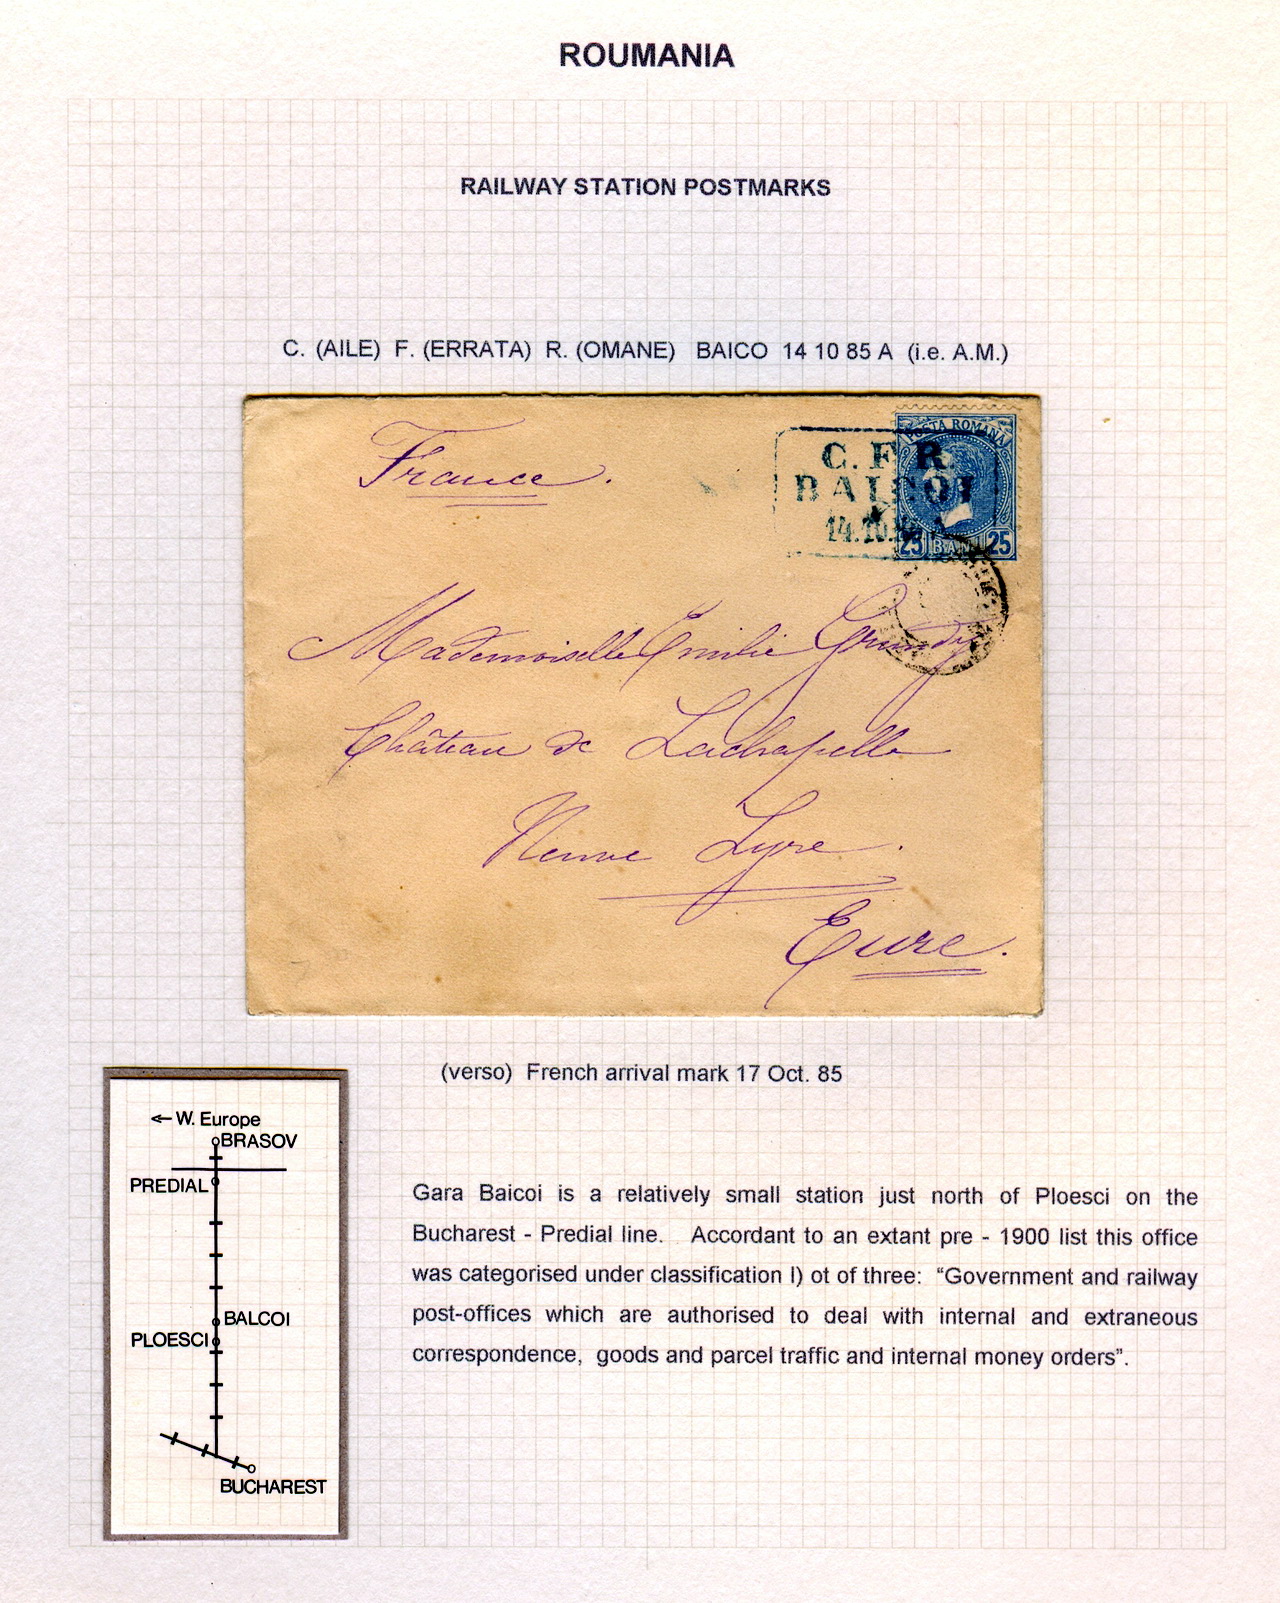 ROUMANIA
RAILWAY STATION POSTMARKS
C. (AILE) F. (ERRATA) R. (OMANE) BAICO 14 10 85 A (i.e. A.M.)
France.
POSTA ROMANA
C. F. R.
BAICOI
14.10.
25 BANI 25
Mademoiselle Emilie Grundy
Château de Lachapelle
Neuve Lyre.
Eure.
(verso) French arrival mark 17 Oct. 85
← W. Europe
BRASOV
PREDIAL
BALCOI
PLOESCI
BUCHAREST
Gara Baicoi is a relatively small station just north of Ploesci on the
Bucharest - Predial line. Accordant to an extant pre - 1900 list this office
was categorised under classification I) ot of three: “Government and railway
post-offices which are authorised to deal with internal and extraneous
correspondence, goods and parcel traffic and internal money orders”.